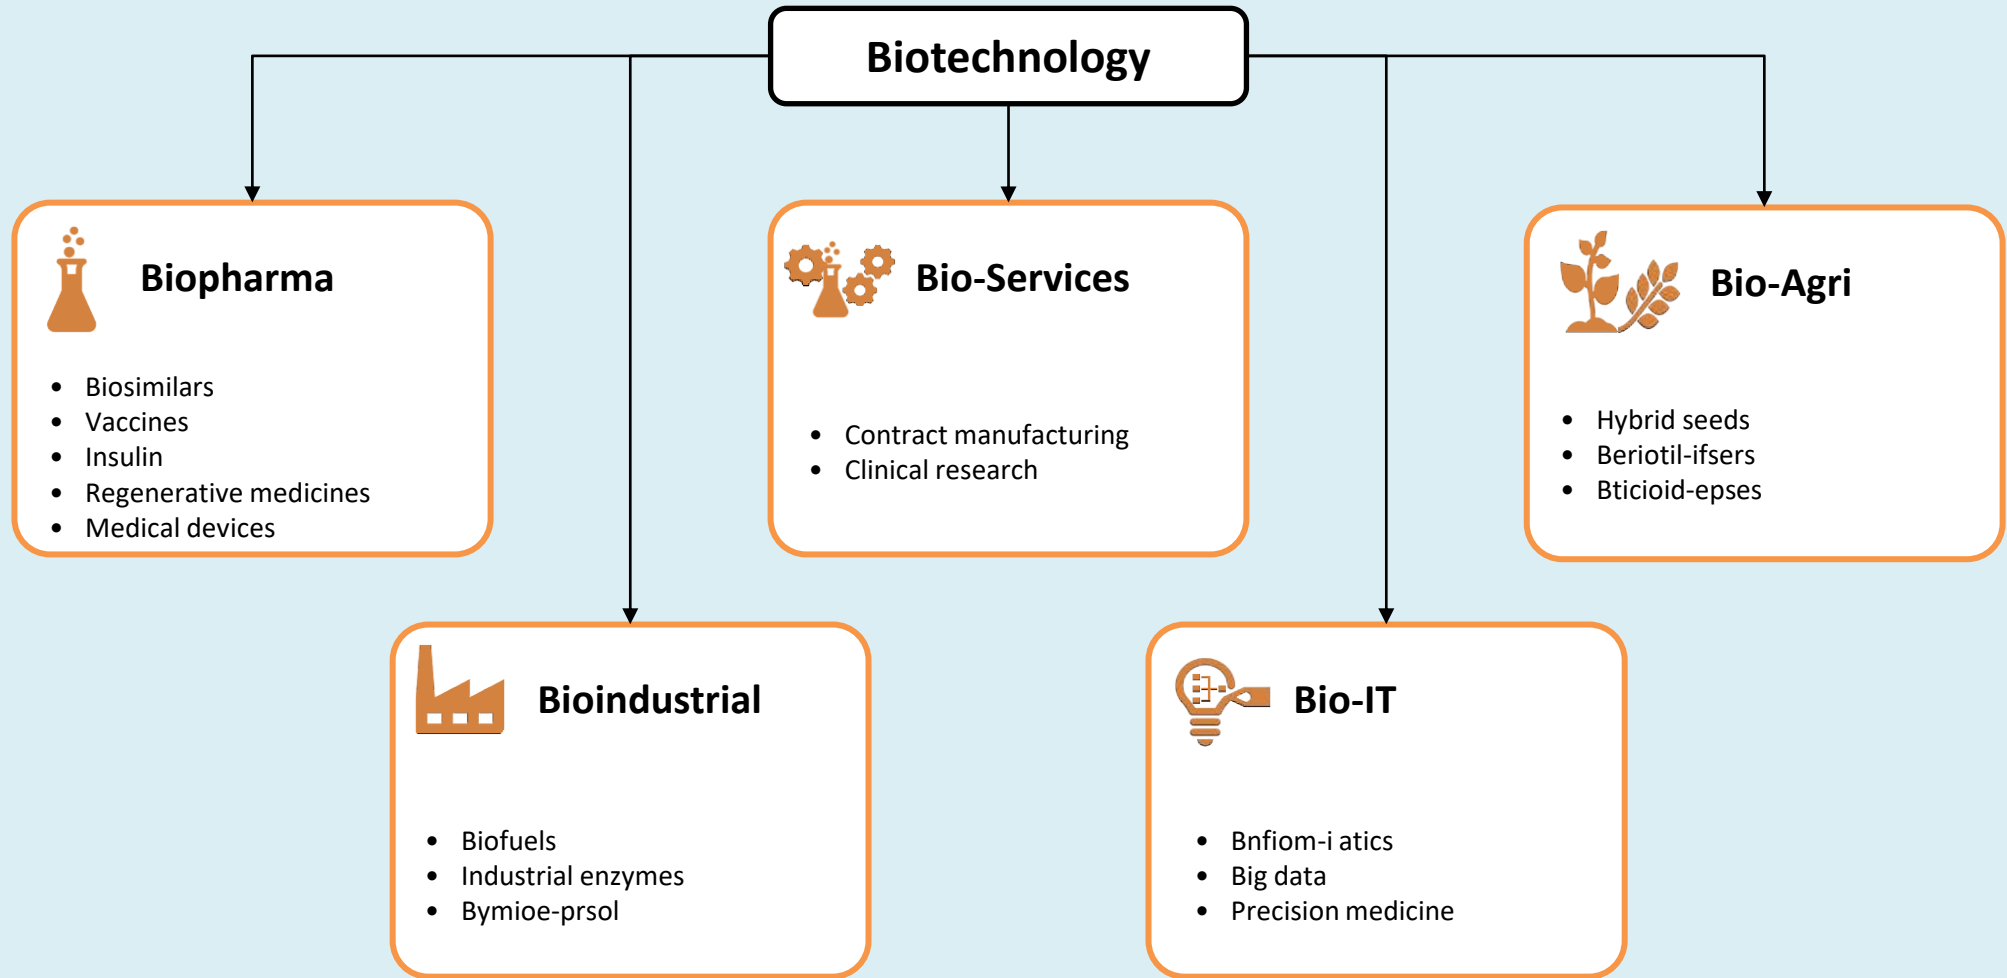 Biotechnology
Biopharma
• Biosimilars
• Vaccines
• Insulin
• Regenerative medicines
• Medical devices
Bio-Services
• Contract manufacturing
• Clinical research
Bio-Agri
• Hybrid seeds
• Beriotil-ifsers
• Bticioid-epses
Bioindustrial
• Biofuels
• Industrial enzymes
• Bymioe-prsol
Bio-IT
• Bnfiom-i atics
• Big data
• Precision medicine